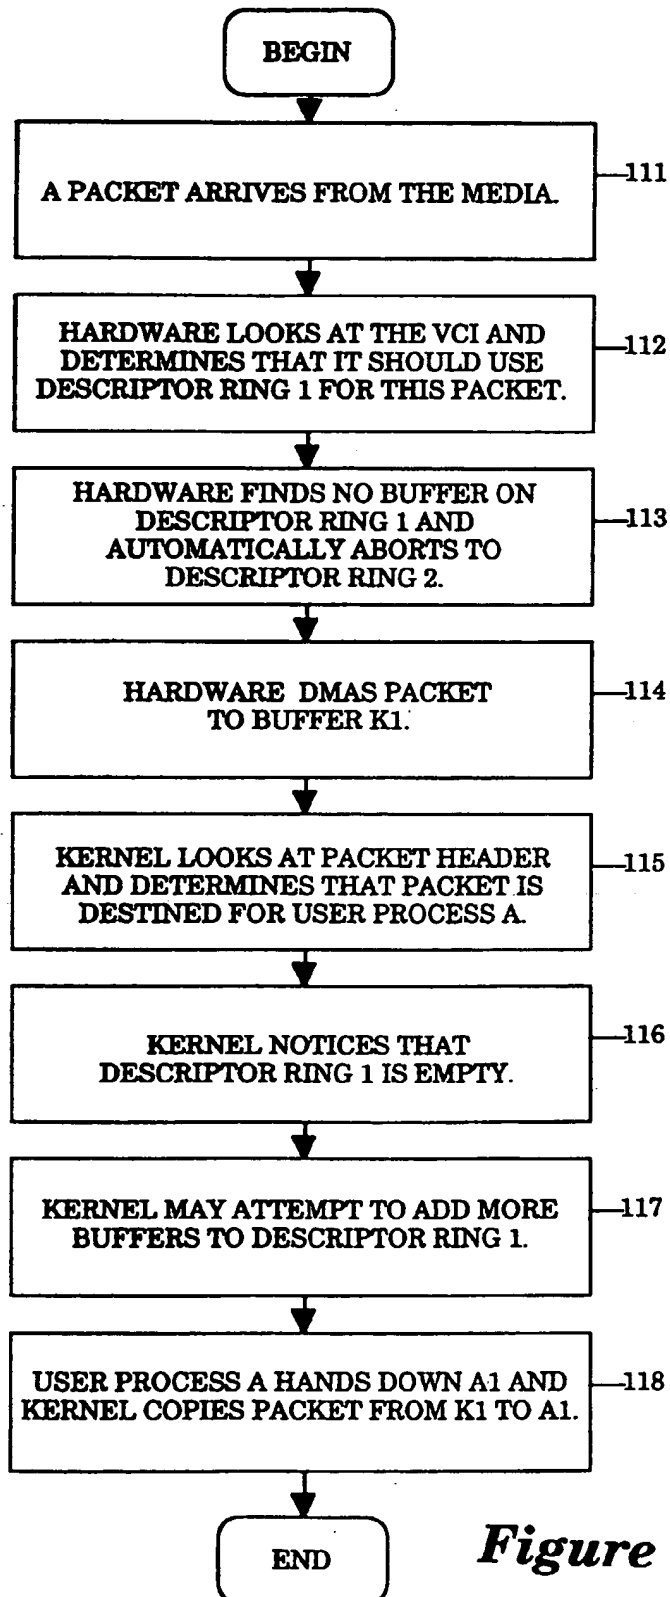 BEGIN
A PACKET ARRIVES FROM THE MEDIA.
111
HARDWARE LOOKS AT THE VCI AND
DETERMINES THAT IT SHOULD USE
DESCRIPTOR RING 1 FOR THIS PACKET.
112
HARDWARE FINDS NO BUFFER ON
DESCRIPTOR RING 1 AND
AUTOMATICALLY ABORTS TO
DESCRIPTOR RING 2.
113
HARDWARE DMAS PACKET
TO BUFFER K1.
114
KERNEL LOOKS AT PACKET HEADER
AND DETERMINES THAT PACKET IS
DESTINED FOR USER PROCESS A.
115
KERNEL NOTICES THAT
DESCRIPTOR RING 1 IS EMPTY.
116
KERNEL MAY ATTEMPT TO ADD MORE
BUFFERS TO DESCRIPTOR RING 1.
117
USER PROCESS A HANDS DOWN A1 AND
KERNEL COPIES PACKET FROM K1 TO A1.
118
END
Figure